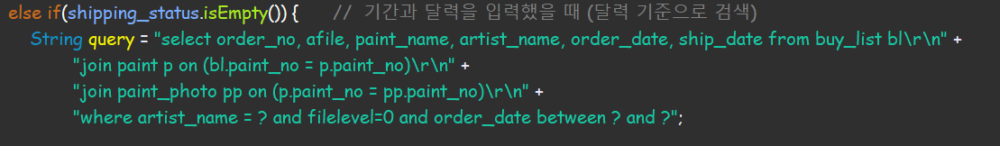 else if(shipping_status.isEmpty()) {    // 기간과 달력을 입력했을 때 (달력 기준으로 검색)
String query = "select order_no, afile, paint_name, artist_name, order_date, ship_date from buy_list bl\r\n" +
"join paint p on (bl.paint_no = p.paint_no)\r\n" +
"join paint_photo pp on (p.paint_no = pp.paint_no)\r\n" +
"where artist_name = ? and filelevel=0 and order_date between ? and ?";